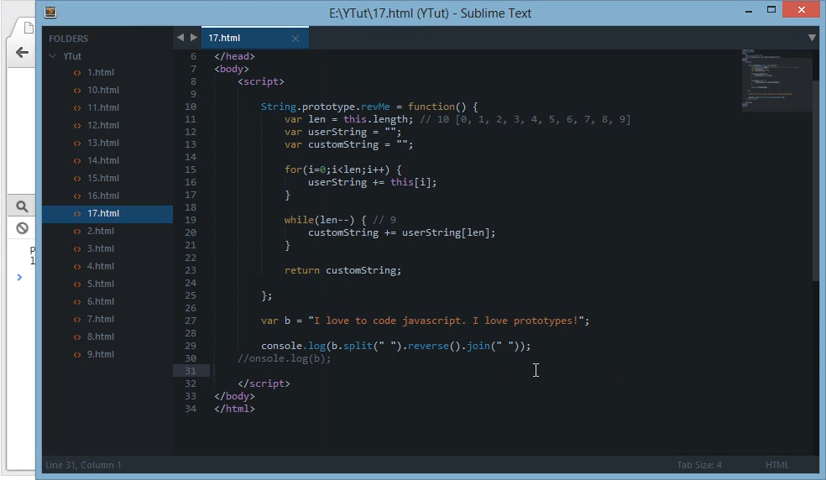 E:\YTut\17.html (YTut) - Sublime Text
FOLDERS
YTut
1.html
10.html
11.html
12.html
13.html
14.html
15.html
16.html
17.html
2.html
3.html
4.html
5.html
6.html
7.html
8.html
9.html
17.html
6 </head>
7 <body>
8 <script>
9
10 String.prototype.revMe = function() {
11 var len = this.length; // 10 [0, 1, 2, 3, 4, 5, 6, 7, 8, 9]
12 var userString = "";
13 var customString = "";
14
15 for(i=0;i<len;i++) {
16 userString += this[i];
17 }
18
19 while(len--) { // 9
20 customString += userString[len];
21 }
22
23 return customString;
24
25 };
26
27 var b = "I love to code javascript. I love prototypes!";
28
29 console.log(b.split(" ").reverse().join(" "));
30 //onsole.log(b);
31
32 </script>
33 </body>
34 </html>
Line 31, Column 1
Tab Size: 4
HTML